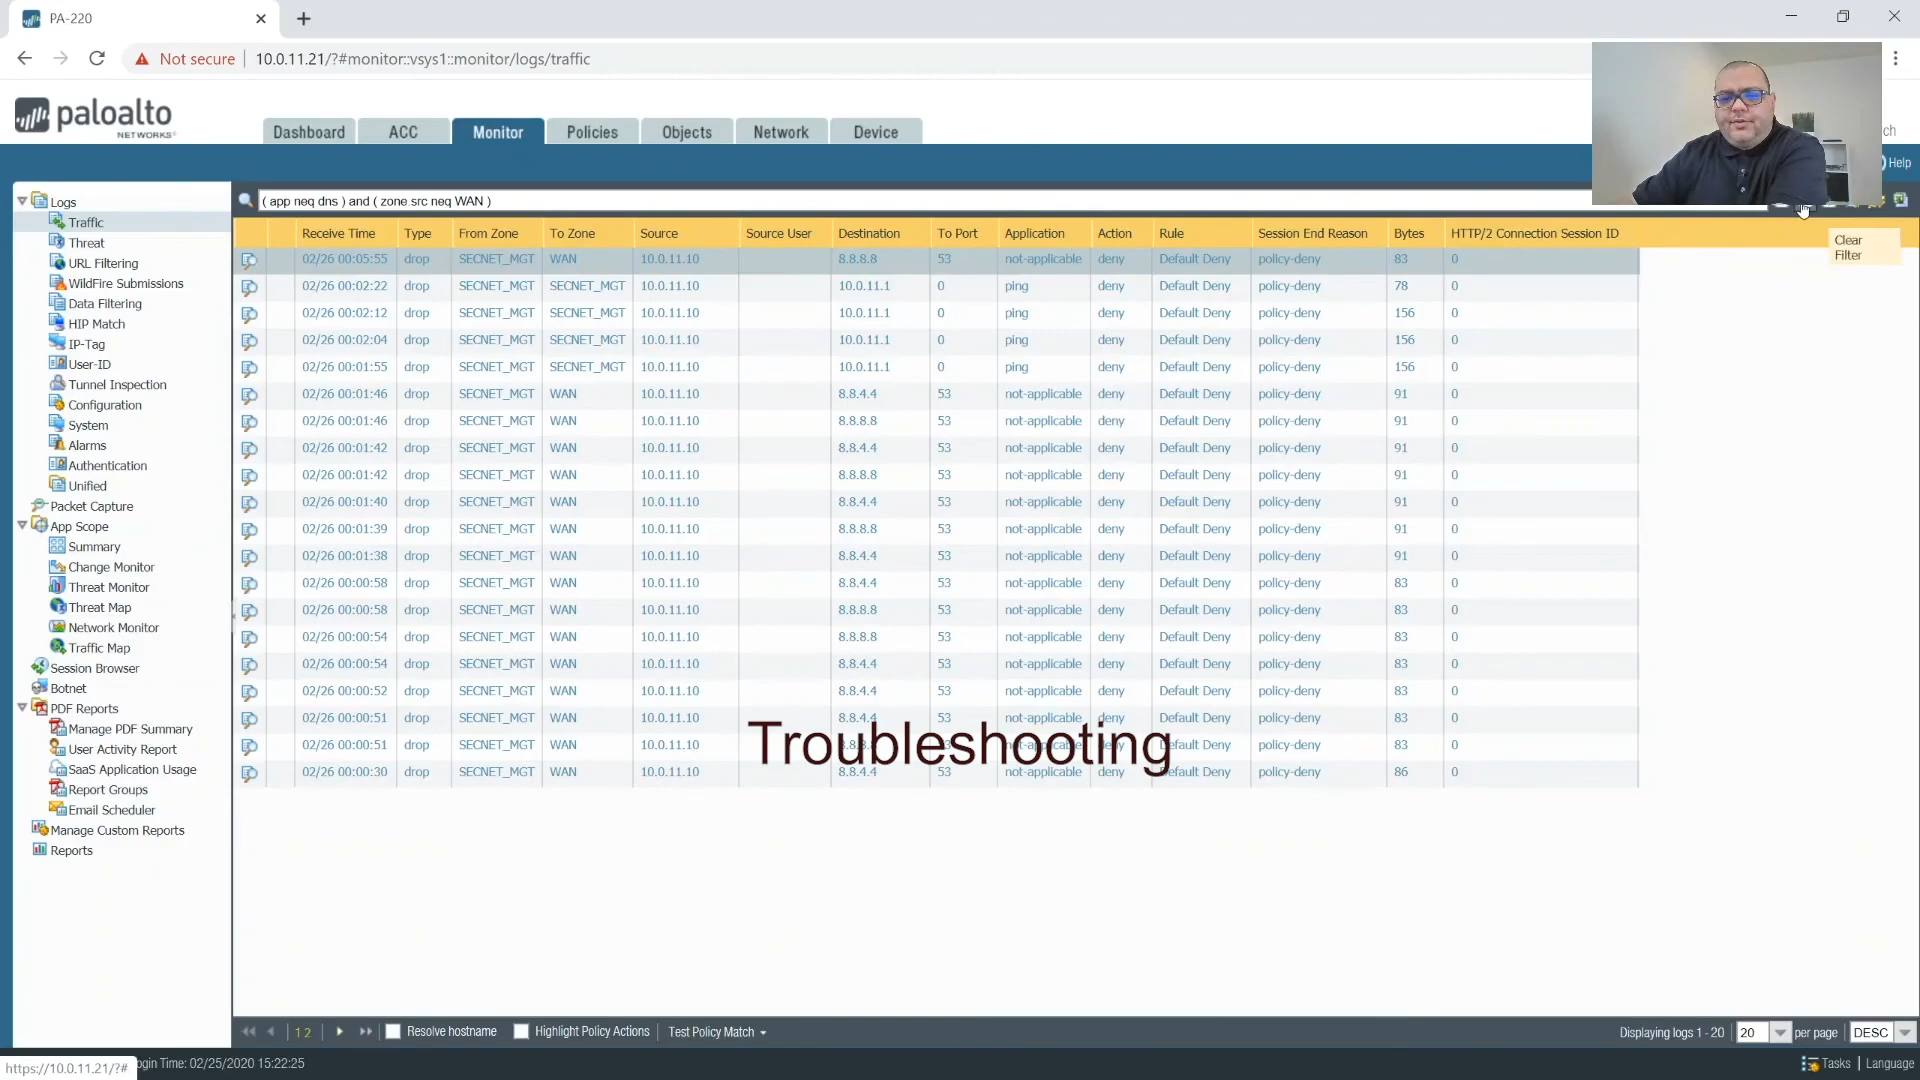 PA-220
Not secure
10.0.11.21/?#monitor::vsys1::monitor/logs/traffic
paloalto
NETWORKS
Dashboard ACC Monitor Policies Objects Network Device
Help
( app neq dns ) and ( zone.src neq WAN )
Clear
Filter
Logs
Traffic
Threat
URL Filtering
WildFire Submissions
Data Filtering
HIP Match
IP-Tag
User-ID
Tunnel Inspection
Configuration
System
Alarms
Authentication
Unified
Packet Capture
App Scope
Summary
Change Monitor
Threat Monitor
Threat Map
Network Monitor
Traffic Map
Session Browser
Botnet
PDF Reports
Manage PDF Summary
User Activity Report
SaaS Application Usage
Report Groups
Email Scheduler
Manage Custom Reports
Reports
Receive Time Type From Zone To Zone Source Source User Destination To Port Application Action Rule Session End Reason Bytes HTTP/2 Connection Session ID
02/26 00:05:55 drop SECNET_MGT WAN 10.0.11.10 8.8.8.8 53 not-applicable deny Default Deny policy-deny 83 0
02/26 00:02:22 drop SECNET_MGT SECNET_MGT 10.0.11.10 10.0.11.1 0 ping deny Default Deny policy-deny 78 0
02/26 00:02:12 drop SECNET_MGT SECNET_MGT 10.0.11.10 10.0.11.1 0 ping deny Default Deny policy-deny 156 0
02/26 00:02:04 drop SECNET_MGT SECNET_MGT 10.0.11.10 10.0.11.1 0 ping deny Default Deny policy-deny 156 0
02/26 00:01:55 drop SECNET_MGT SECNET_MGT 10.0.11.10 10.0.11.1 0 ping deny Default Deny policy-deny 156 0
02/26 00:01:46 drop SECNET_MGT WAN 10.0.11.10 8.8.4.4 53 not-applicable deny Default Deny policy-deny 91 0
02/26 00:01:46 drop SECNET_MGT WAN 10.0.11.10 8.8.8.8 53 not-applicable deny Default Deny policy-deny 91 0
02/26 00:01:42 drop SECNET_MGT WAN 10.0.11.10 8.8.4.4 53 not-applicable deny Default Deny policy-deny 91 0
02/26 00:01:42 drop SECNET_MGT WAN 10.0.11.10 8.8.8.8 53 not-applicable deny Default Deny policy-deny 91 0
02/26 00:01:40 drop SECNET_MGT WAN 10.0.11.10 8.8.4.4 53 not-applicable deny Default Deny policy-deny 91 0
02/26 00:01:39 drop SECNET_MGT WAN 10.0.11.10 8.8.8.8 53 not-applicable deny Default Deny policy-deny 91 0
02/26 00:01:38 drop SECNET_MGT WAN 10.0.11.10 8.8.4.4 53 not-applicable deny Default Deny policy-deny 91 0
02/26 00:00:58 drop SECNET_MGT WAN 10.0.11.10 8.8.4.4 53 not-applicable deny Default Deny policy-deny 83 0
02/26 00:00:58 drop SECNET_MGT WAN 10.0.11.10 8.8.8.8 53 not-applicable deny Default Deny policy-deny 83 0
02/26 00:00:54 drop SECNET_MGT WAN 10.0.11.10 8.8.8.8 53 not-applicable deny Default Deny policy-deny 83 0
02/26 00:00:54 drop SECNET_MGT WAN 10.0.11.10 8.8.4.4 53 not-applicable deny Default Deny policy-deny 83 0
02/26 00:00:52 drop SECNET_MGT WAN 10.0.11.10 8.8.4.4 53 not-applicable deny Default Deny policy-deny 83 0
02/26 00:00:51 drop SECNET_MGT WAN 10.0.11.10 8.8.4.4 53 not-applicable deny Default Deny policy-deny 83 0
02/26 00:00:51 drop SECNET_MGT WAN 10.0.11.10 not-applicable deny Default Deny policy-deny 83 0
02/26 00:00:30 drop SECNET_MGT WAN 10.0.11.10 8.8.4.4 53 not-applicable deny Default Deny policy-deny 86 0
Troubleshooting
1 2 Resolve hostname Highlight Policy Actions Test Policy Match Displaying logs 1 - 20 20 per page DESC
https://10.0.11.21/?# ogin Time: 02/25/2020 15:22:25 Tasks Language